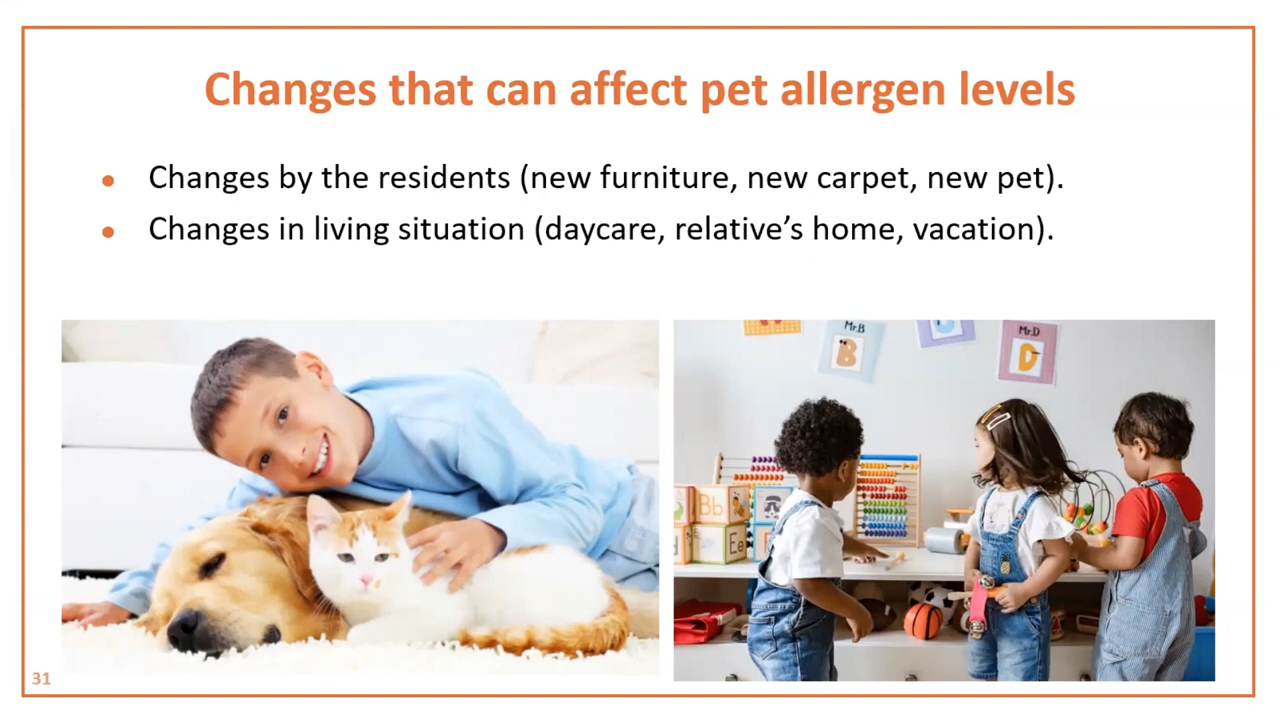 Changes that can affect pet allergen levels
• Changes by the residents (new furniture, new carpet, new pet).
• Changes in living situation (daycare, relative’s home, vacation).
Mr.B
B
Mr.D
D
Bb
Ee
31